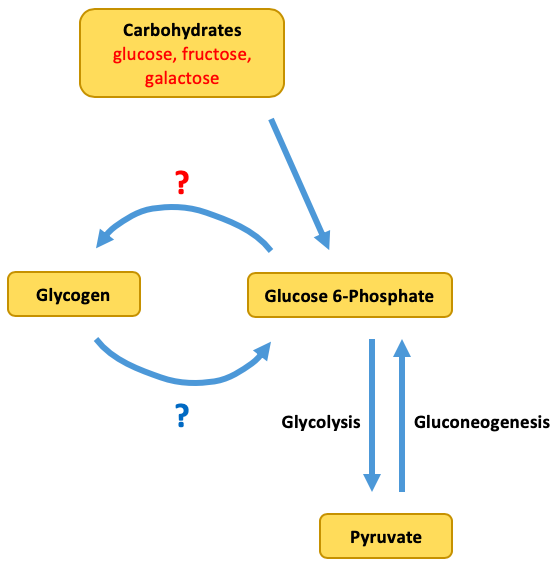 Carbohydrates
glucose, fructose,
galactose
?
Glycogen
Glucose 6-Phosphate
?
Glycolysis
Gluconeogenesis
Pyruvate